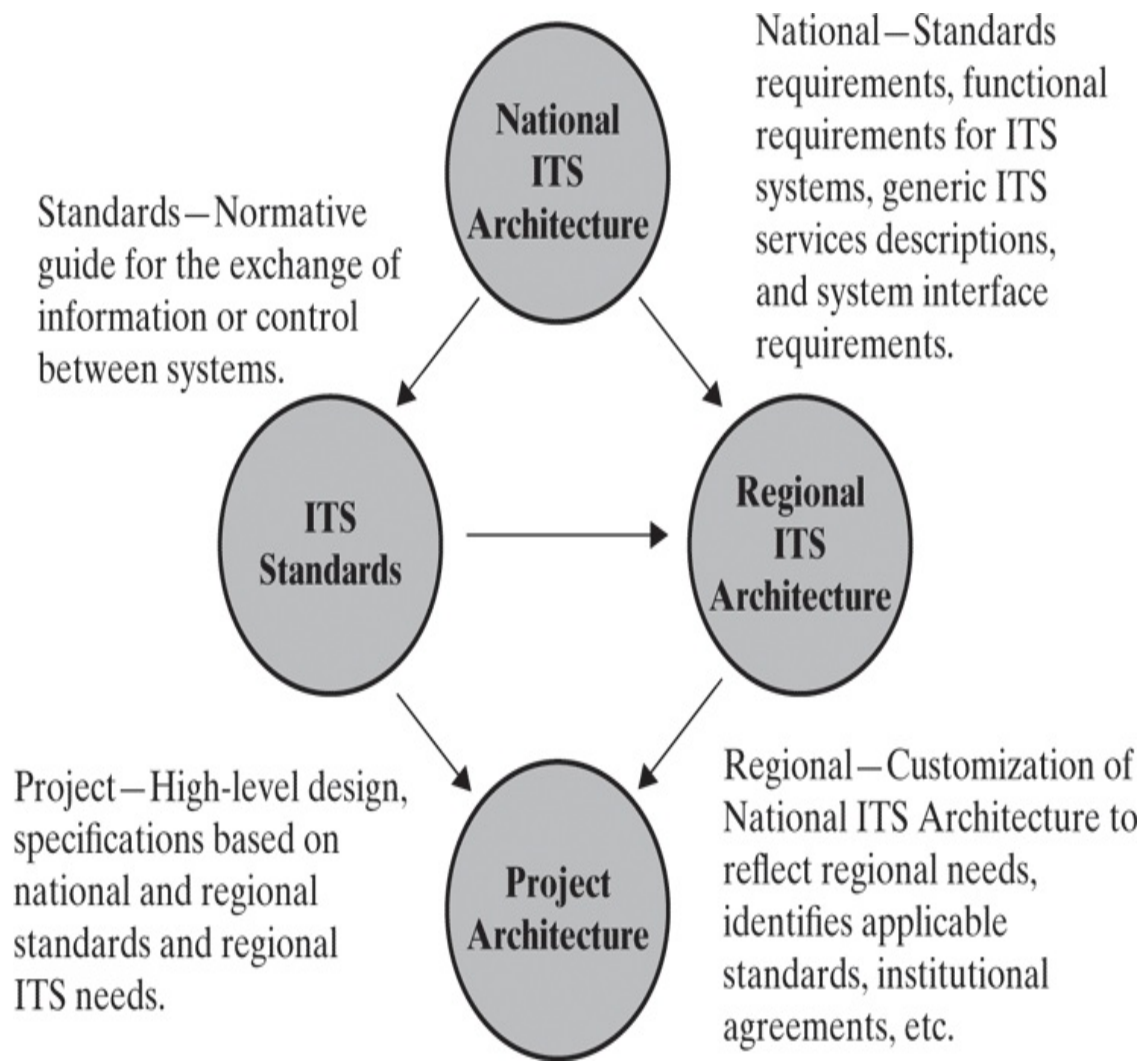 National
ITS
Architecture
National—Standards
requirements, functional
requirements for ITS
systems, generic ITS
services descriptions,
and system interface
requirements.
Standards—Normative
guide for the exchange of
information or control
between systems.
ITS
Standards
Regional
ITS
Architecture
Project—High-level design,
specifications based on
national and regional
standards and regional
ITS needs.
Project
Architecture
Regional—Customization of
National ITS Architecture to
reflect regional needs,
identifies applicable
standards, institutional
agreements, etc.